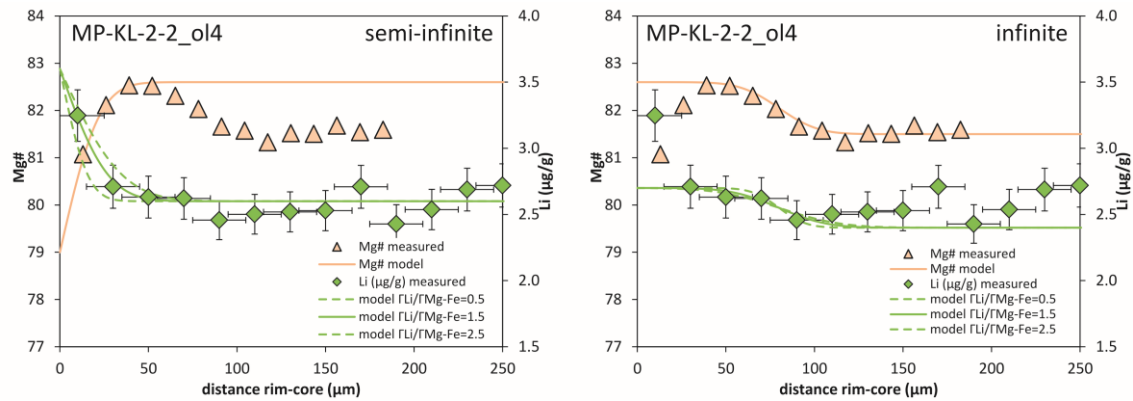 MP-KL-2-2_ol4 semi-infinite
84
83
82
81
80
79
78
77
Mg#
4.0
3.5
3.0
2.5
2.0
1.5
Li (µg/g)
Mg# measured
Mg# model
Li (µg/g) measured
model ΓLi/ΓMg-Fe=0.5
model ΓLi/ΓMg-Fe=1.5
model ΓLi/ΓMg-Fe=2.5
0 50 100 150 200 250
distance rim-core (µm)
MP-KL-2-2_ol4 infinite
84
83
82
81
80
79
78
77
Mg#
4.0
3.5
3.0
2.5
2.0
1.5
Li (µg/g)
Mg# measured
Mg# model
Li (µg/g) measured
model ΓLi/ΓMg-Fe=0.5
model ΓLi/ΓMg-Fe=1.5
model ΓLi/ΓMg-Fe=2.5
0 50 100 150 200 250
distance rim-core (µm)